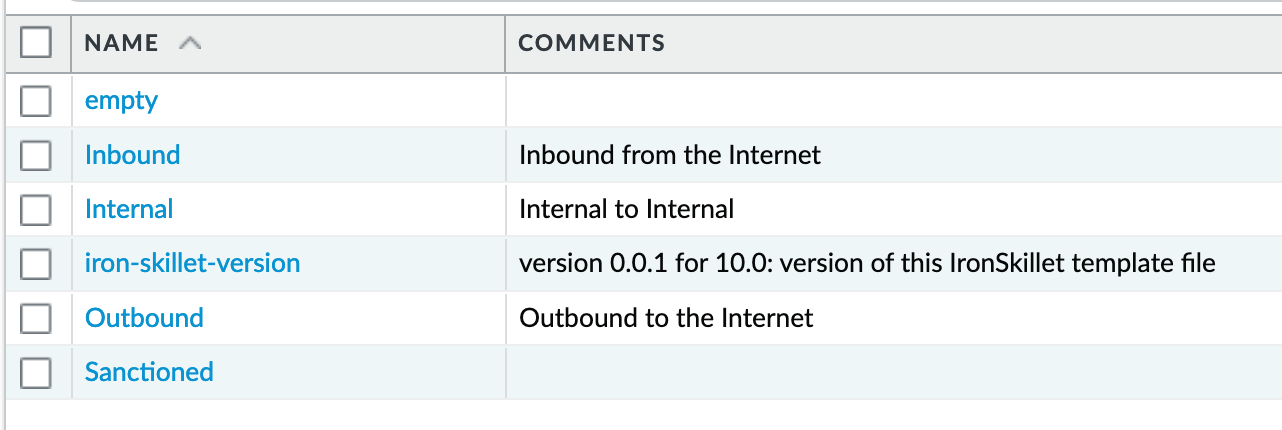 NAME COMMENTS
empty
Inbound Inbound from the Internet
Internal Internal to Internal
iron-skillet-version version 0.0.1 for 10.0: version of this IronSkillet template file
Outbound Outbound to the Internet
Sanctioned